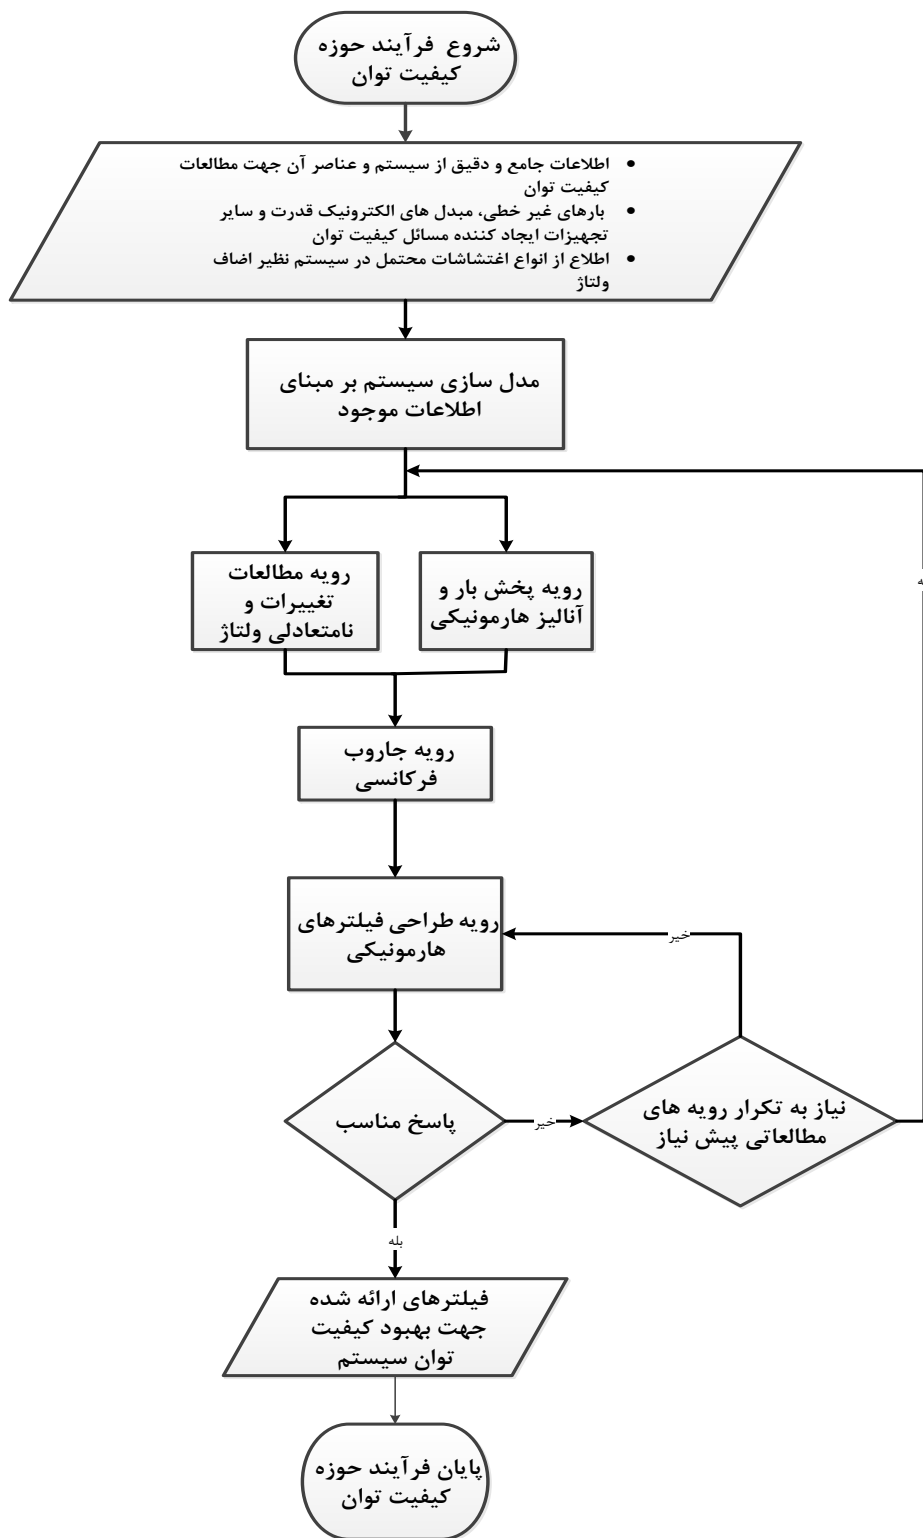 شروع فرآیند حوزه
کیفیت توان
• اطلاعات جامع و دقیق از سیستم و عناصر آن جهت مطالعات
کیفیت توان
• بارهای غیر خطی، مبدل های الکترونیک قدرت و سایر
تجهیزات ایجاد کننده مسائل کیفیت توان
• اطلاع از انواع اغتشاشات محتمل در سیستم نظیر اضاف
ولتاژ
مدل سازی سیستم بر مبنای
اطلاعات موجود
رویه پخش بار و
آنالیز هارمونیکی
رویه مطالعات
تغییرات و
نامتعادلی ولتاژ
رویه جاروب
فرکانسی
رویه طراحی فیلترهای
هارمونیکی
خیر
پاسخ مناسب
خیر
نیاز به تکرار رویه های
مطالعاتی پیش نیاز
بله
فیلترهای ارائه شده
جهت بهبود کیفیت
توان سیستم
پایان فرآیند حوزه
کیفیت توان